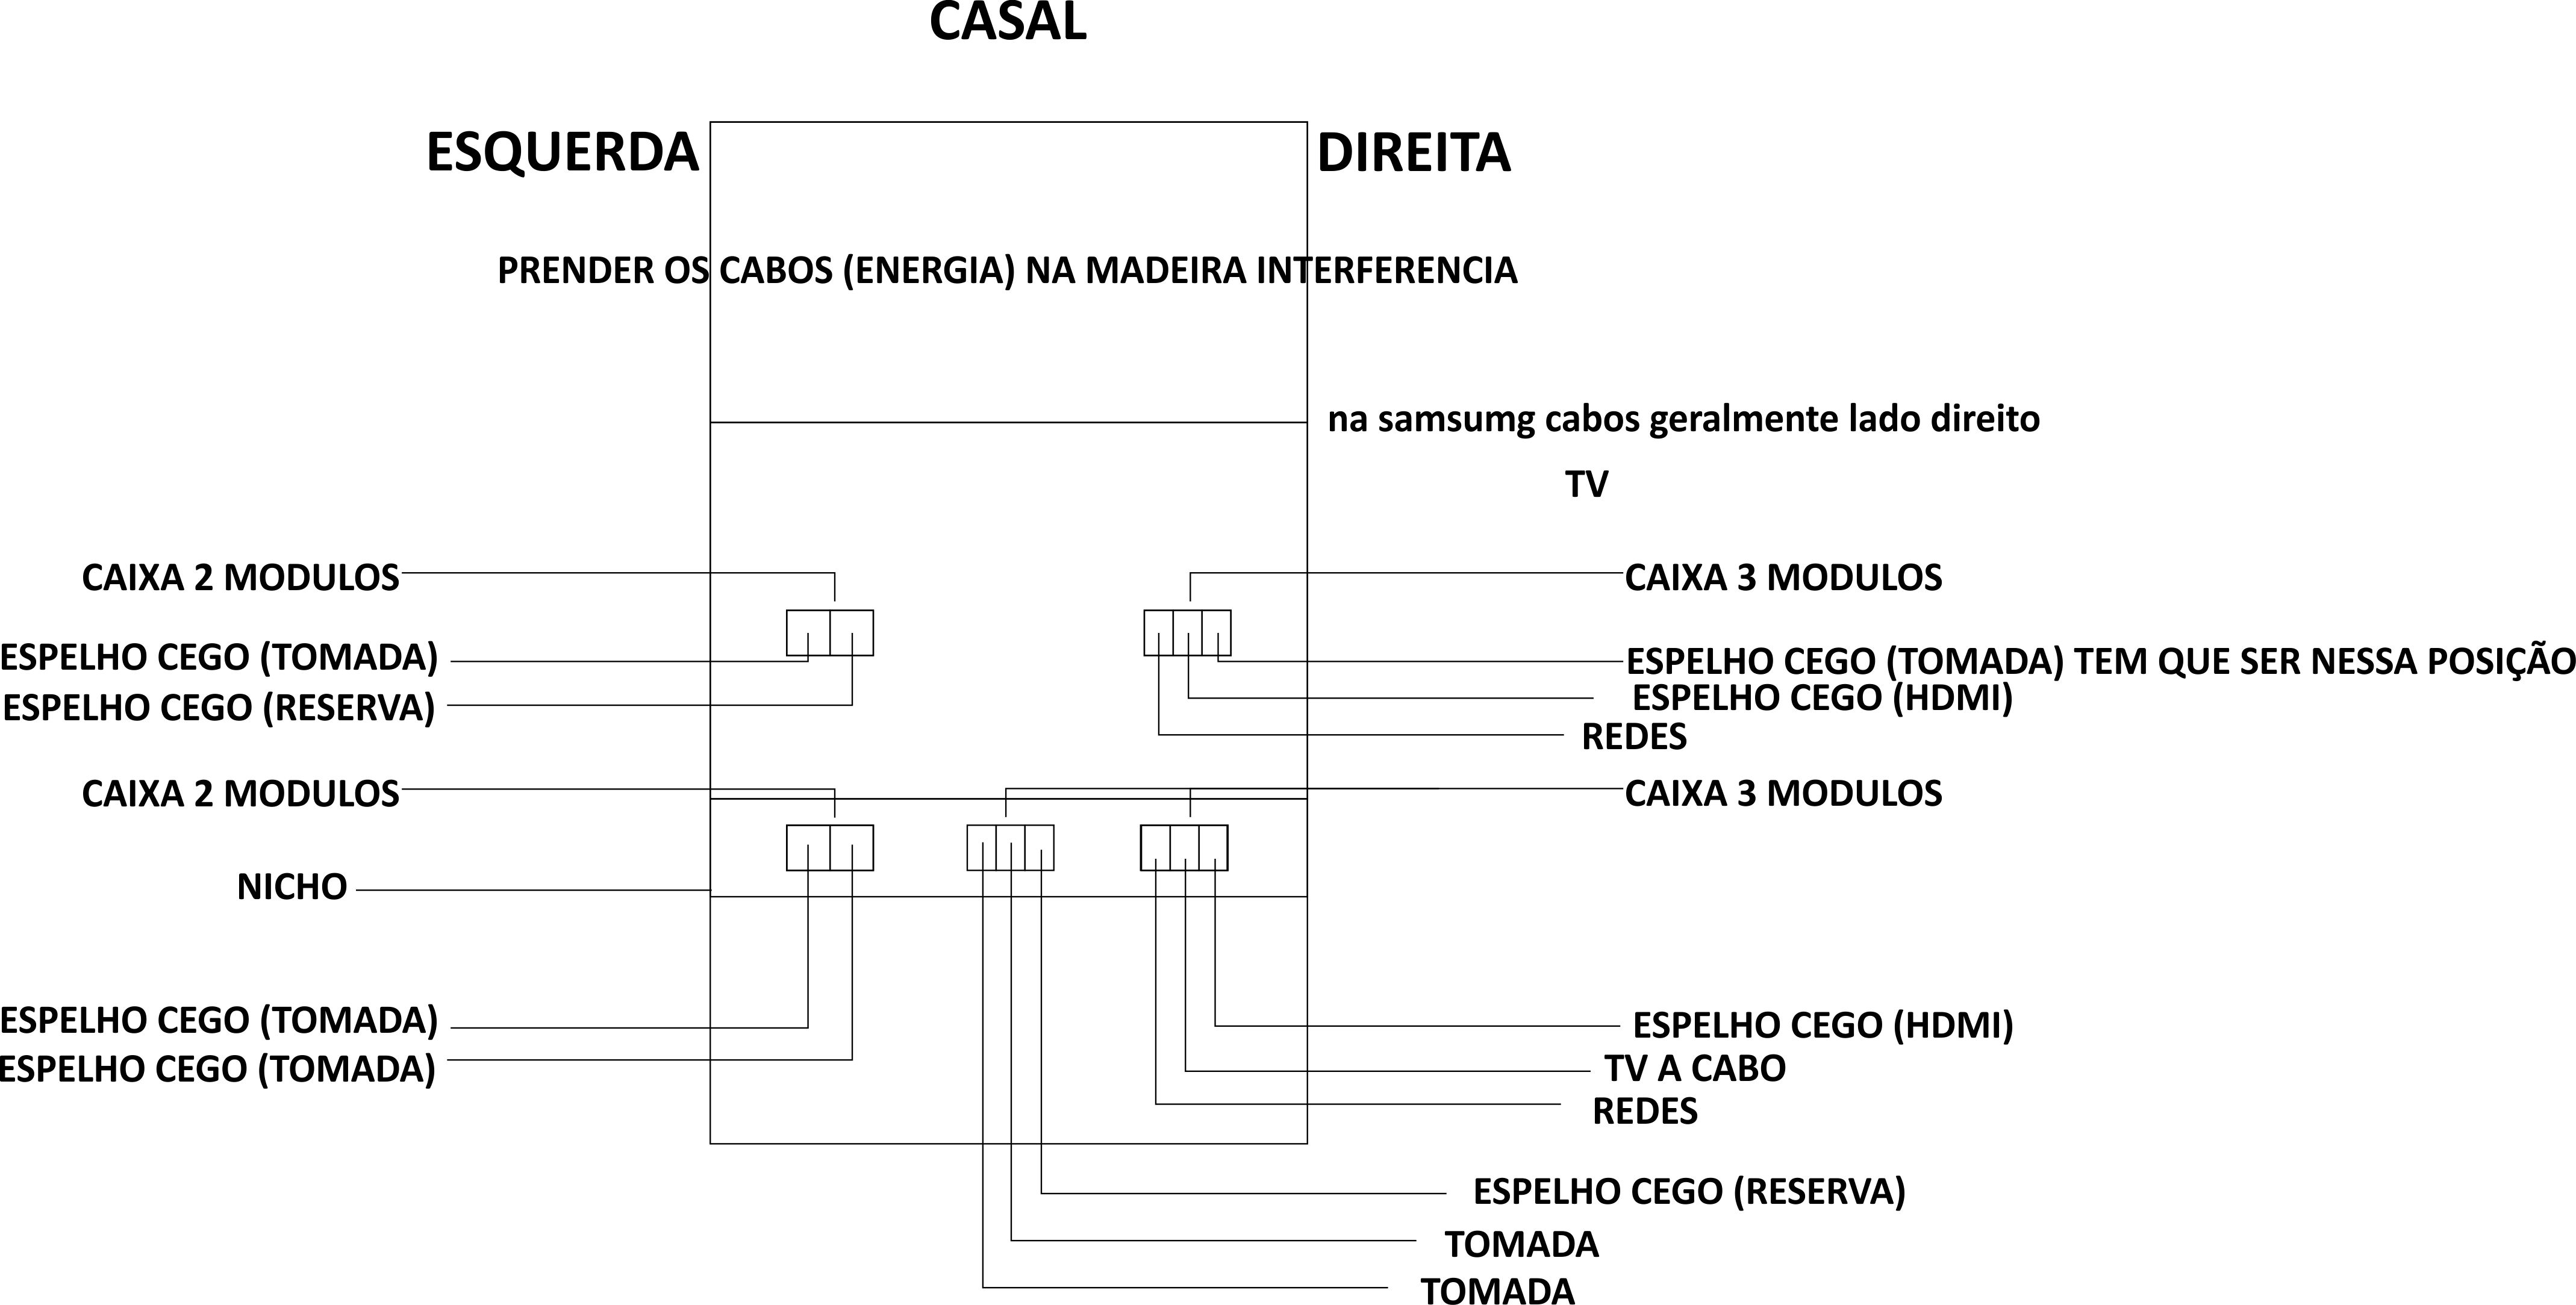 CASAL
ESQUERDA
DIREITA
PRENDER OS CABOS (ENERGIA) NA MADEIRA INTERFERENCIA
na samsumg cabos geralmente lado direito
TV
CAIXA 2 MODULOS
CAIXA 3 MODULOS
ESPELHO CEGO (TOMADA)
ESPELHO CEGO (TOMADA) TEM QUE SER NESSA POSIÇÃO
ESPELHO CEGO (RESERVA)
ESPELHO CEGO (HDMI)
REDES
CAIXA 2 MODULOS
CAIXA 3 MODULOS
NICHO
ESPELHO CEGO (TOMADA)
ESPELHO CEGO (HDMI)
ESPELHO CEGO (TOMADA)
TV A CABO
REDES
ESPELHO CEGO (RESERVA)
TOMADA
TOMADA